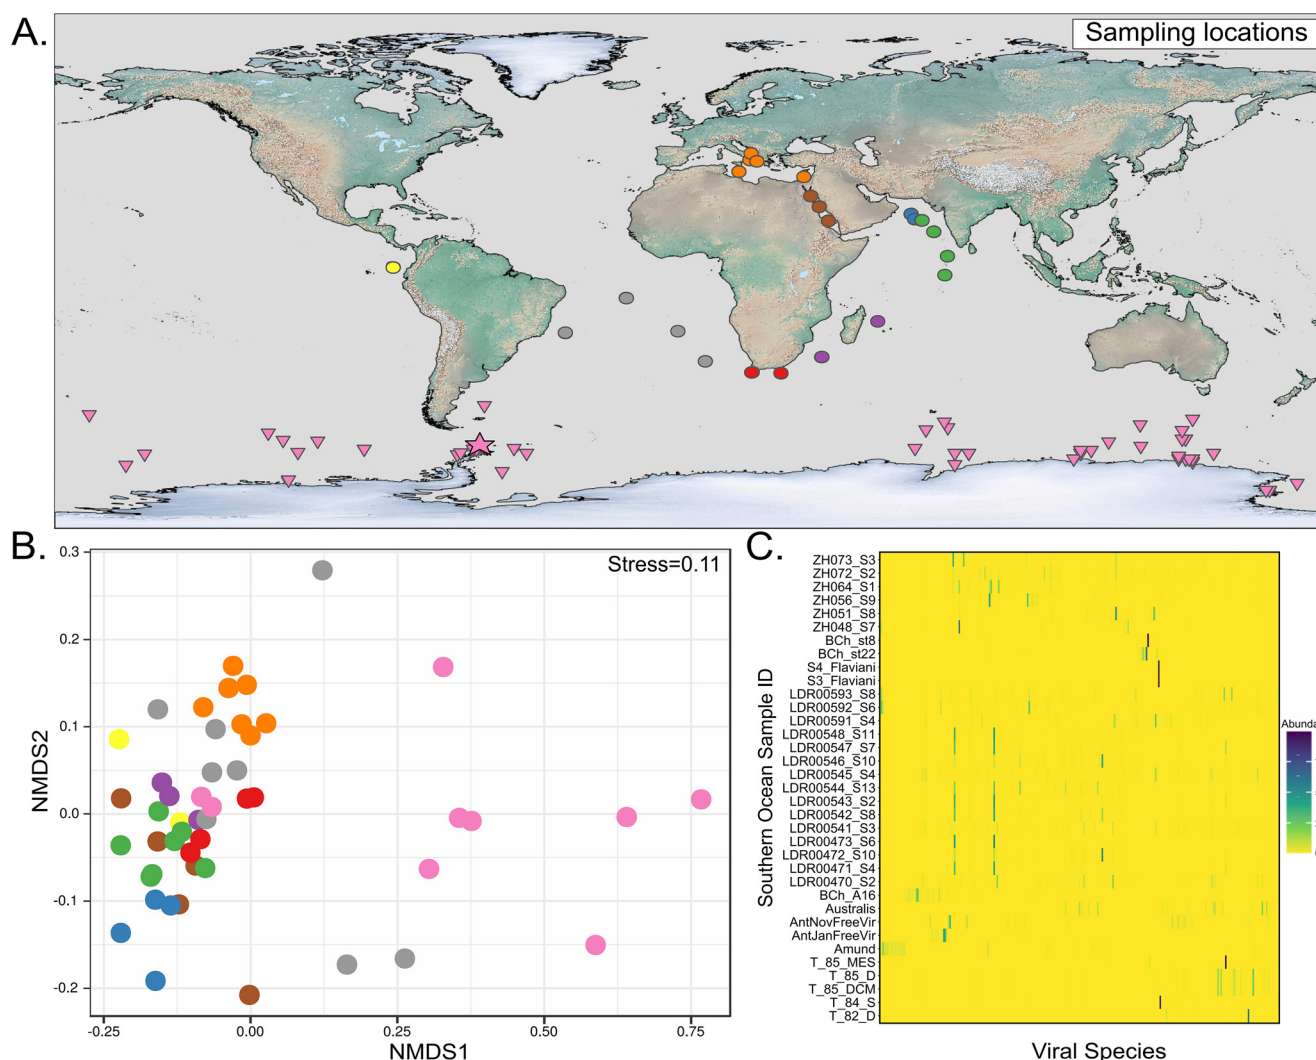 A.
Sampling locations
B.
Stress=0.11
0.3
0.2
0.1
0.0
-0.1
-0.2
NMDS2
-0.25
0.00
0.25
0.50
0.75
NMDS1
C.
Southern Ocean Sample ID
ZH073_S3
ZH072_S2
ZH064_S1
ZH056_S9
ZH051_S8
ZH048_S7
BCh_st8
BCh_st22
S4_Flaviani
S3_Flaviani
LDR00593_S8
LDR00592_S6
LDR00591_S4
LDR00548_S11
LDR00547_S7
LDR00546_S10
LDR00545_S4
LDR00544_S13
LDR00543_S2
LDR00542_S8
LDR00541_S3
LDR00473_S6
LDR00472_S10
LDR00471_S4
LDR00470_S2
BCh_A16
Australis
AntNovFreeVir
AntJanFreeVir
Amund
T_85_MES
T_85_D
T_85_DCM
T_84_S
T_82_D
Viral Species
Abunda